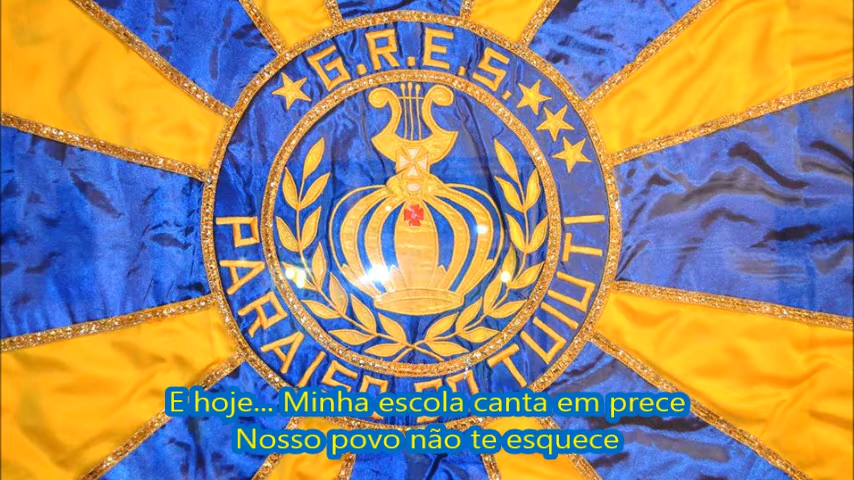 G.R.E.S.
PARAISO DO TUIUTI
E hoje... Minha escola canta em prece
Nosso povo não te esquece